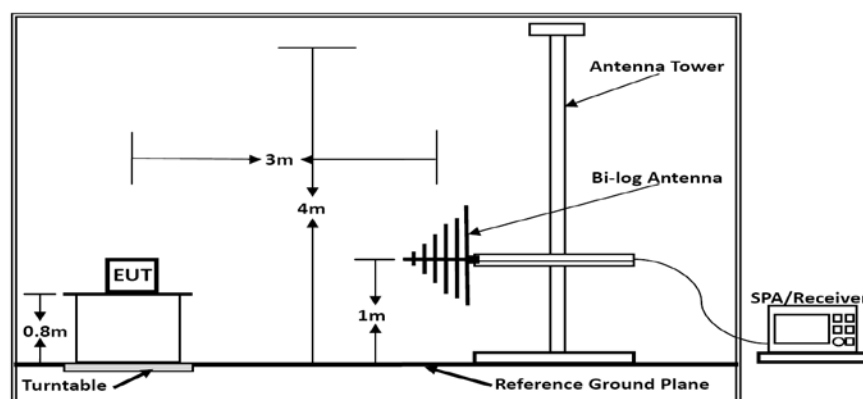 Antenna Tower
3m
Bi-log Antenna
4m
EUT
SPA/Receiver
0.8m
1m
Turntable
Reference Ground Plane